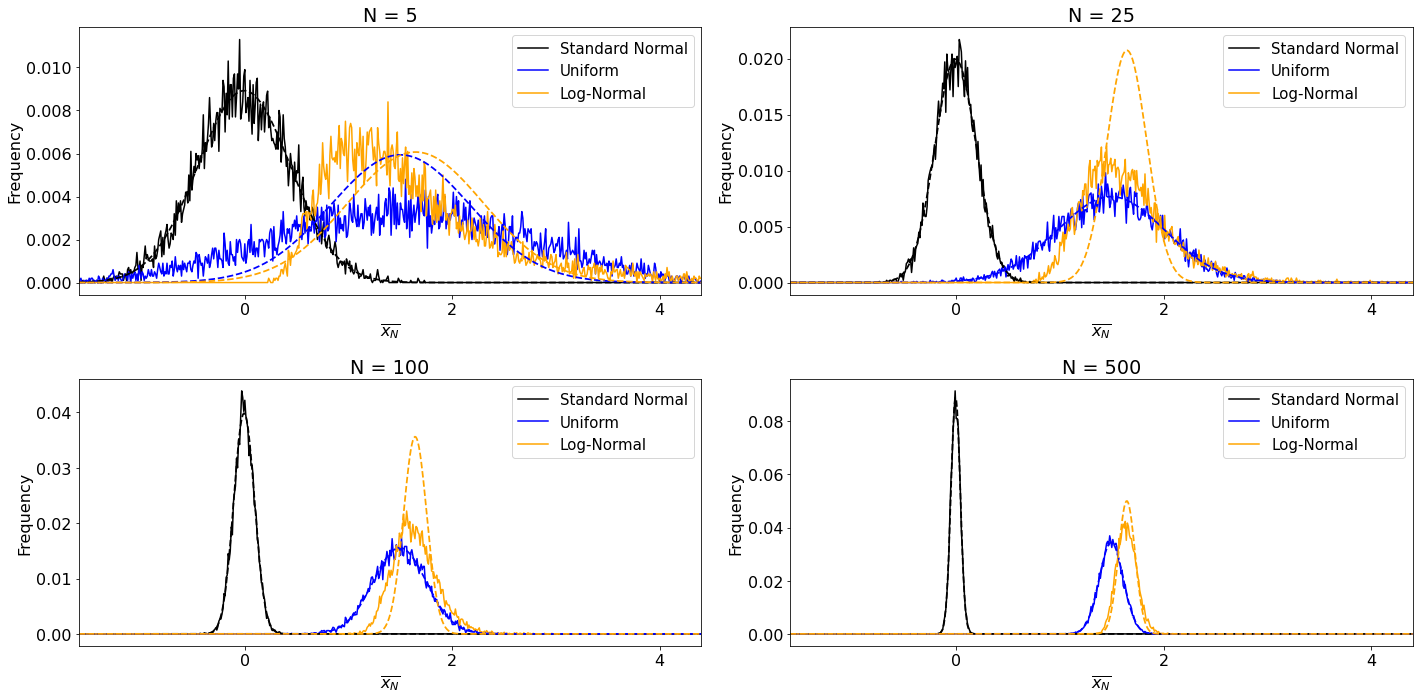 N = 5
Frequency
0.010
0.008
0.006
0.004
0.002
0.000
Standard Normal
Uniform
Log-Normal
0 2 4
x̅_N
N = 25
Frequency
0.020
0.015
0.010
0.005
0.000
Standard Normal
Uniform
Log-Normal
0 2 4
x̅_N
N = 100
Frequency
0.04
0.03
0.02
0.01
0.00
Standard Normal
Uniform
Log-Normal
0 2 4
x̅_N
N = 500
Frequency
0.08
0.06
0.04
0.02
0.00
Standard Normal
Uniform
Log-Normal
0 2 4
x̅_N